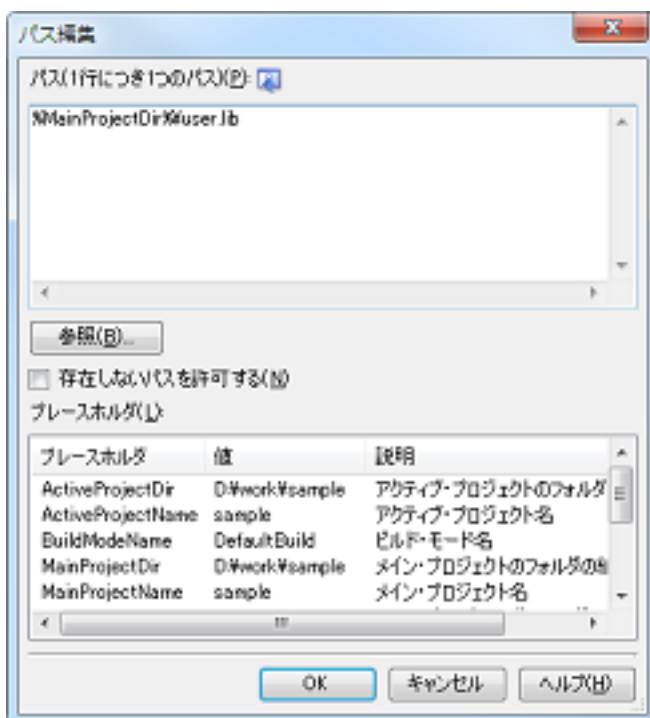 パス編集
パス(1行につき1つのパス)(P):
%MainProjectDir%¥user.lib
参照(B)...
存在しないパスを許可する(N)
プレースホルダ(L):
プレースホルダ 値 説明
ActiveProjectDir D:¥work¥sample アクティブ・プロジェクトのフォルダ
ActiveProjectName sample アクティブ・プロジェクト名
BuildModeName DefaultBuild ビルド・モード名
MainProjectDir D:¥work¥sample メイン・プロジェクトのフォルダの
MainProjectName sample メイン・プロジェクト名
OK キャンセル ヘルプ(H)